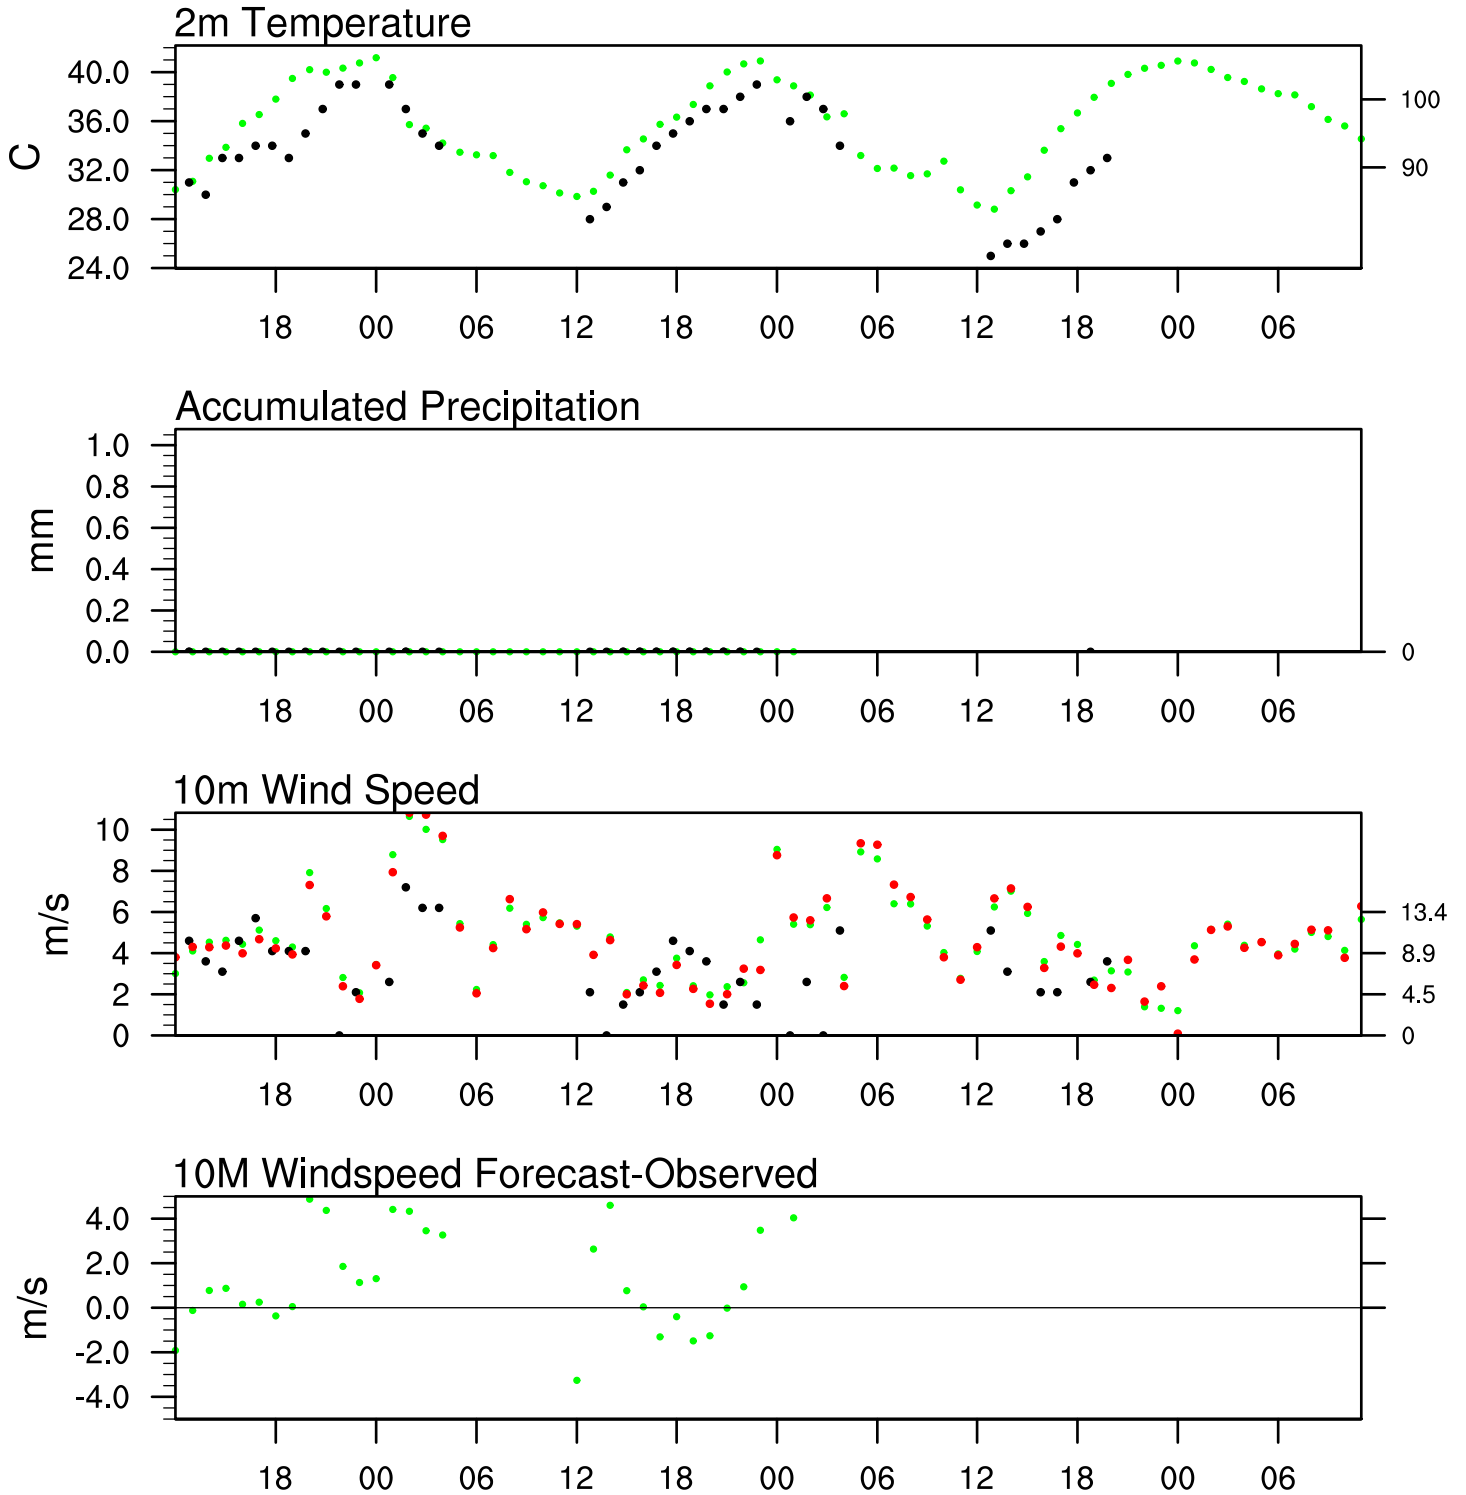 2m Temperature
40.0
36.0
32.0
28.0
24.0
C
100
90
18 00 06 12 18 00 06 12 18 00 06
Accumulated Precipitation
1.0
0.8
0.6
0.4
0.2
0.0
mm
0
18 00 06 12 18 00 06 12 18 00 06
10m Wind Speed
10
8
6
4
2
0
m/s
13.4
8.9
4.5
0
18 00 06 12 18 00 06 12 18 00 06
10M Windspeed Forecast-Observed
4.0
2.0
0.0
-2.0
-4.0
m/s
18 00 06 12 18 00 06 12 18 00 06